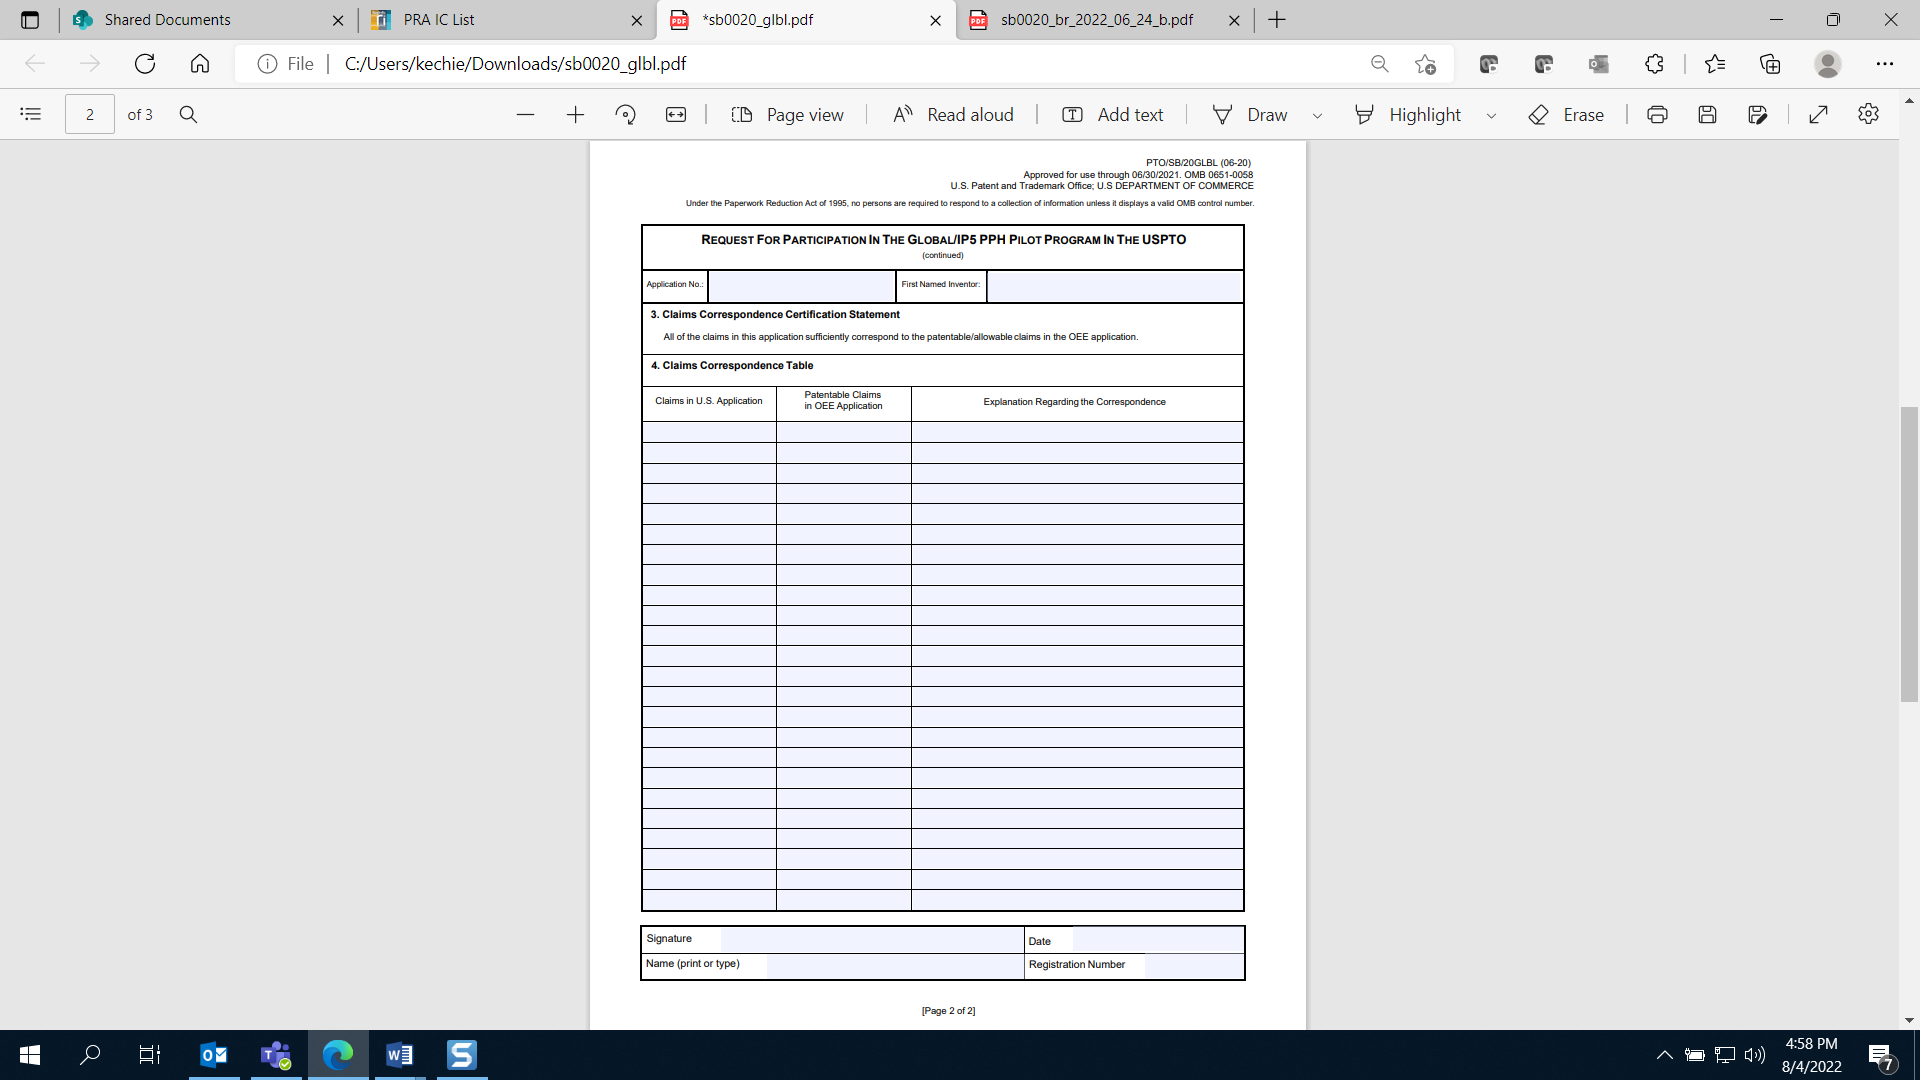 Shared Documents
PRA IC List
*sb0020_glbl.pdf
sb0020_br_2022_06_24_b.pdf
File
C:/Users/kechie/Downloads/sb0020_glbl.pdf
2 of 3
Page view
Read aloud
Add text
Draw
Highlight
Erase
PTO/SB/20GLBL (06-20)
Approved for use through 06/30/2021. OMB 0651-0058
U.S. Patent and Trademark Office; U.S DEPARTMENT OF COMMERCE
Under the Paperwork Reduction Act of 1995, no persons are required to respond to a collection of information unless it displays a valid OMB control number.
REQUEST FOR PARTICIPATION IN THE GLOBAL/IP5 PPH PILOT PROGRAM IN THE USPTO
(continued)
Application No.:
First Named Inventor:
3. Claims Correspondence Certification Statement
All of the claims in this application sufficiently correspond to the patentable/allowable claims in the OEE application.
4. Claims Correspondence Table
Claims in U.S. Application
Patentable Claims
in OEE Application
Explanation Regarding the Correspondence
Signature
Date
Name (print or type)
Registration Number
[Page 2 of 2]
4:58 PM
8/4/2022
7